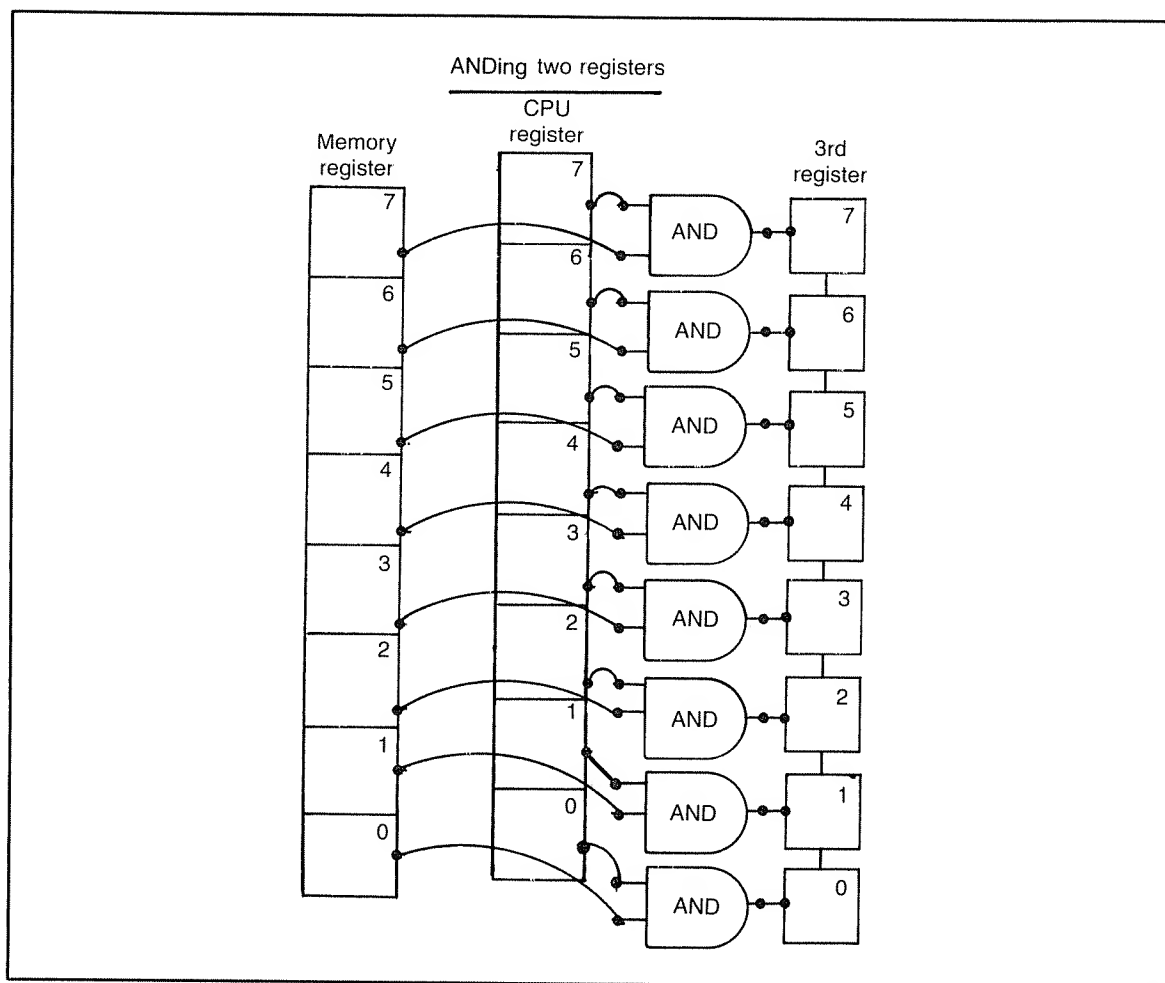 ANDing two registers
CPU
register
Memory
register
3rd
register
7
6
5
4
3
2
1
0
7
6
5
4
3
2
1
0
AND
AND
AND
AND
AND
AND
AND
AND
7
6
5
4
3
2
1
0